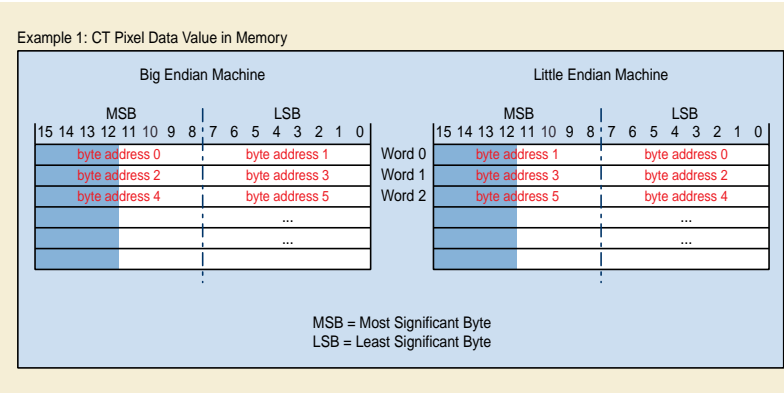 Example 1: CT Pixel Data Value in Memory
Big Endian Machine Little Endian Machine
MSB LSB MSB LSB
15 14 13 12 11 10 9 8 7 6 5 4 3 2 1 0 15 14 13 12 11 10 9 8 7 6 5 4 3 2 1 0
byte address 0 byte address 1 Word 0 byte address 1 byte address 0
byte address 2 byte address 3 Word 1 byte address 3 byte address 2
byte address 4 byte address 5 Word 2 byte address 5 byte address 4
... ...
... ...
MSB = Most Significant Byte
LSB = Least Significant Byte